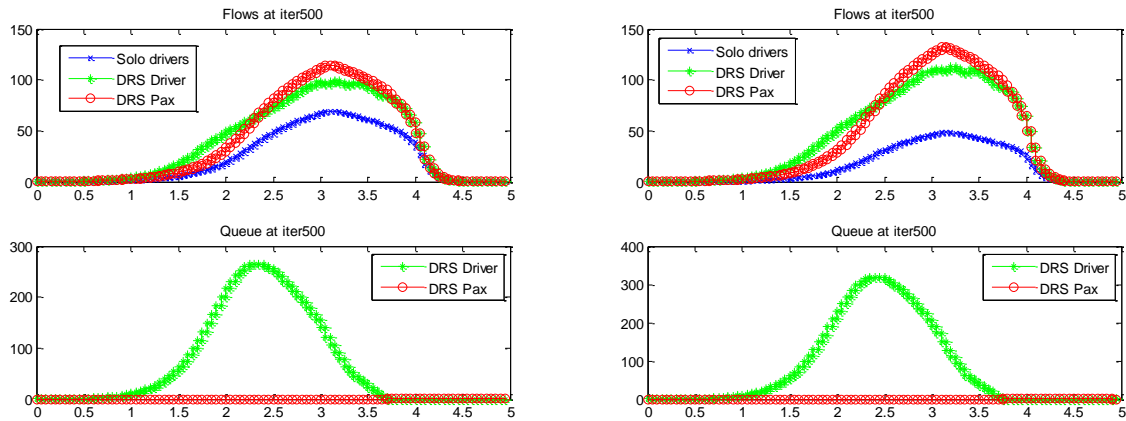 Flows at iter500
150
100
50
0
Solo drivers
DRS Driver
DRS Pax
0 0.5 1 1.5 2 2.5 3 3.5 4 4.5 5
Queue at iter500
300
200
100
0
DRS Driver
DRS Pax
0 0.5 1 1.5 2 2.5 3 3.5 4 4.5 5
Flows at iter500
150
100
50
0
Solo drivers
DRS Driver
DRS Pax
0 0.5 1 1.5 2 2.5 3 3.5 4 4.5 5
Queue at iter500
400
300
200
100
0
DRS Driver
DRS Pax
0 0.5 1 1.5 2 2.5 3 3.5 4 4.5 5